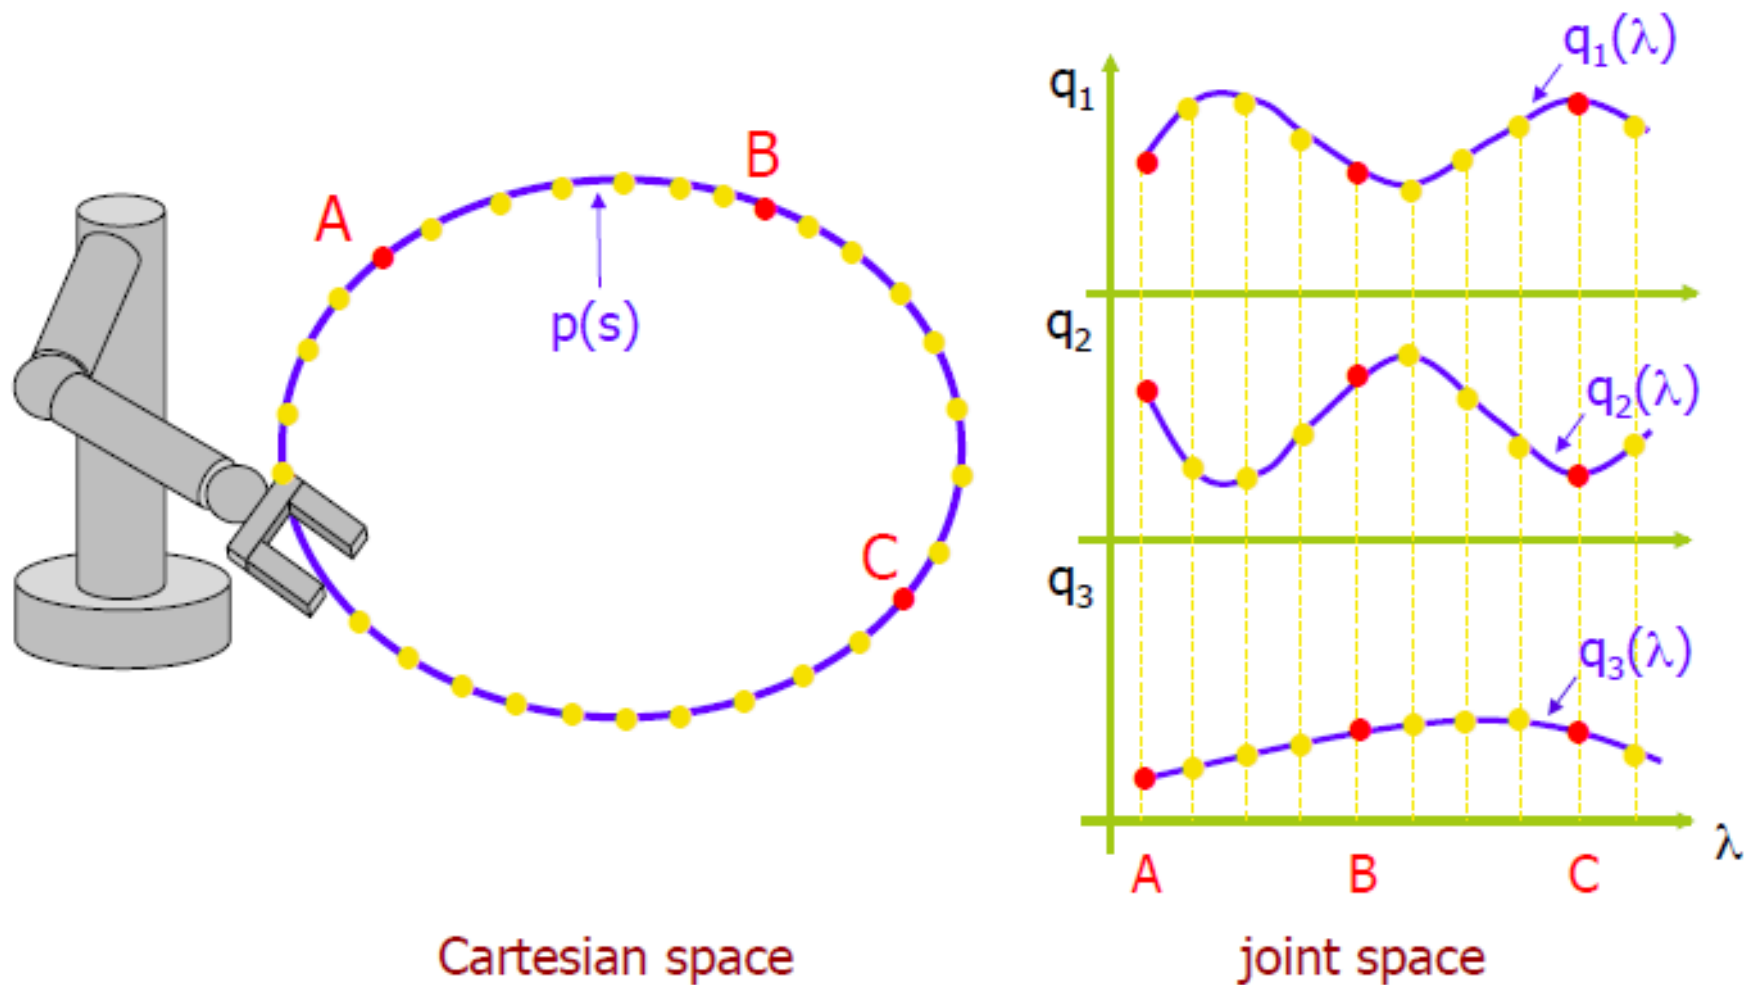 A
B
p(s)
C
Cartesian space
q₁
q₁(λ)
q₂
q₂(λ)
q₃
q₃(λ)
λ
A B C
joint space